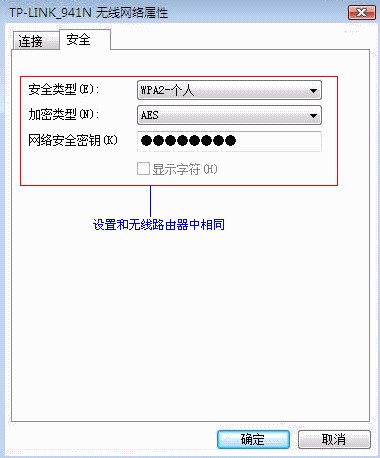 TP-LINK_941N 无线网络属性
连接 安全
安全类型(E): WPA2-个人
加密类型(N): AES
网络安全密钥(K) ●●●●●●●●
显示字符(H)
设置和无线路由器中相同
确定 取消